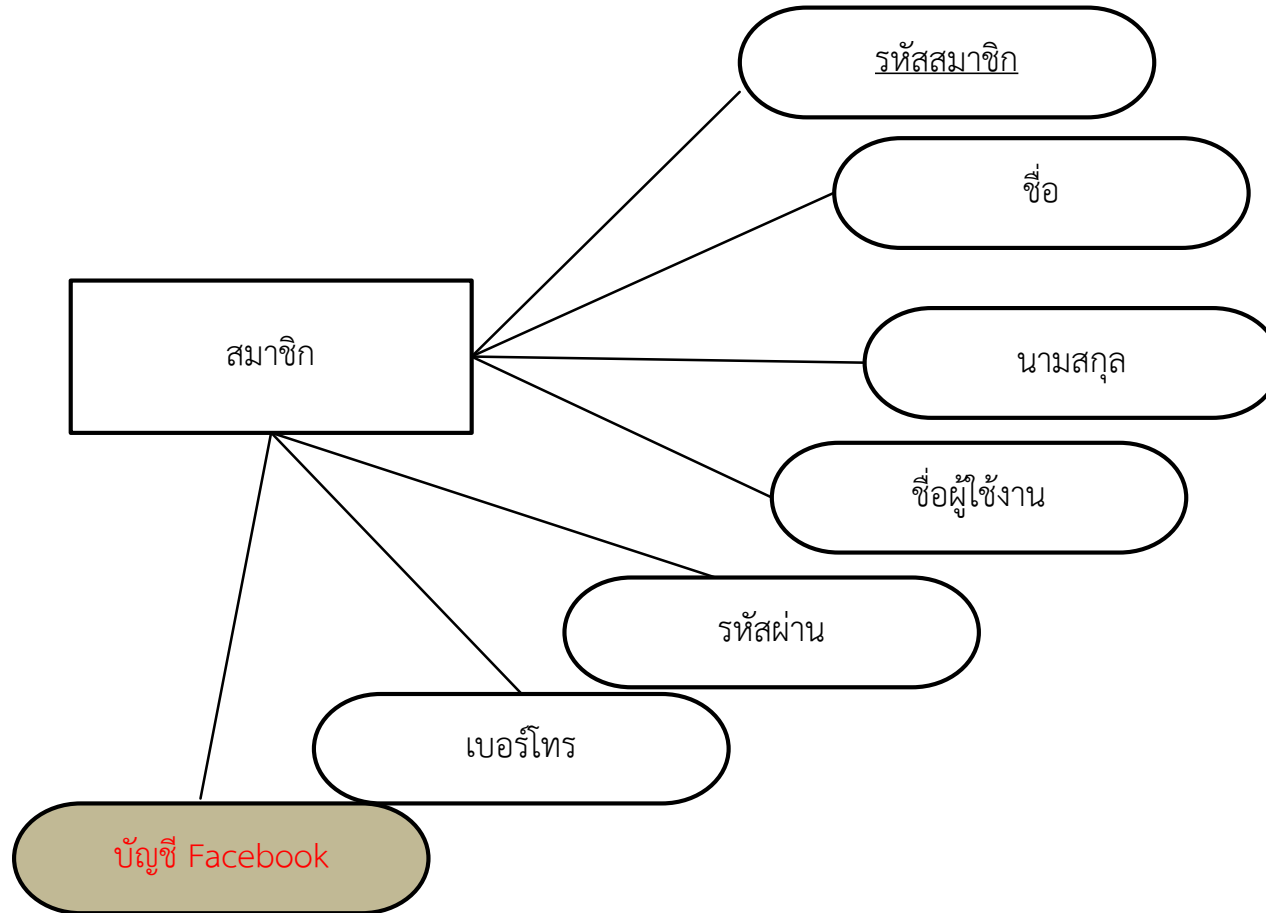 รหัสสมาชิก
ชื่อ
สมาชิก
นามสกุล
ชื่อผู้ใช้งาน
รหัสผ่าน
เบอร์โทร
บัญชี Facebook